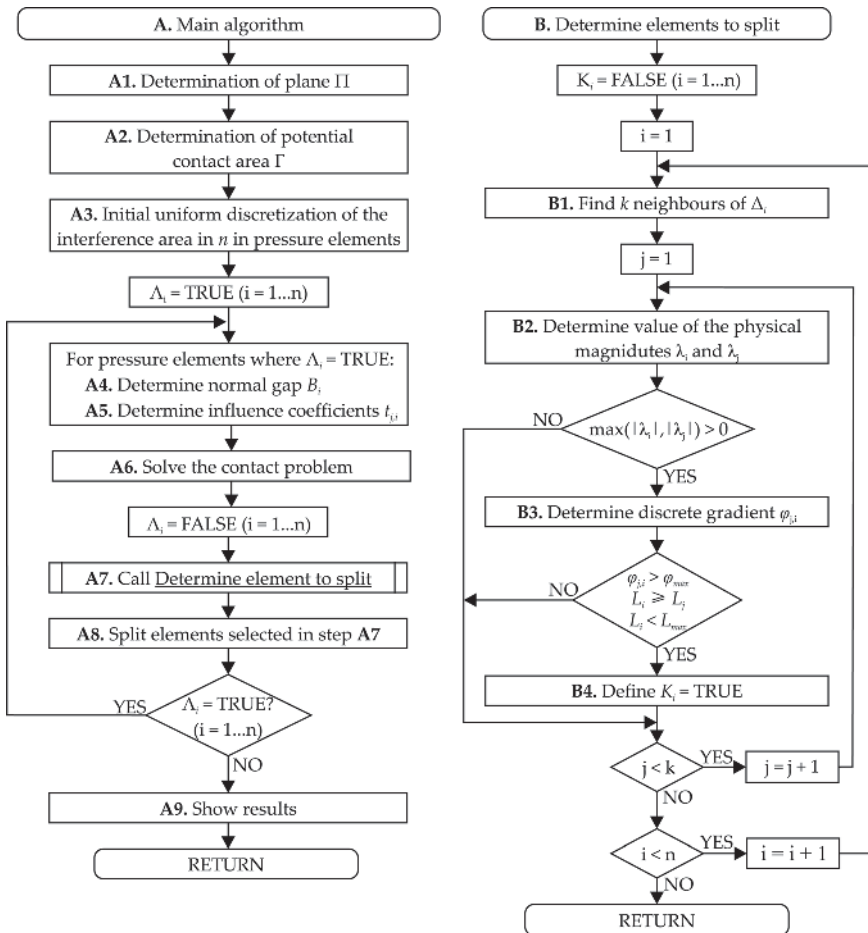 A. Main algorithm
A1. Determination of plane Π
A2. Determination of potential
contact area Γ
A3. Initial uniform discretization of the
interference area in n in pressure elements
Λi = TRUE (i = 1...n)
For pressure elements where Λi = TRUE:
A4. Determine normal gap Bi
A5. Determine influence coefficients tj,i
A6. Solve the contact problem
Λi = FALSE (i = 1...n)
A7. Call Determine element to split
A8. Split elements selected in step A7
YES
Λi = TRUE?
(i = 1...n)
NO
A9. Show results
RETURN
B. Determine elements to split
Ki = FALSE (i = 1...n)
i = 1
B1. Find k neighbours of Δi
j = 1
B2. Determine value of the physical
magnidutes λi and λj
NO
max(|λi|,|λj|) > 0
YES
B3. Determine discrete gradient φj,i
φj,i > φmax
NO
Li ⩾ Lj
Li < Lmax
YES
B4. Define Ki = TRUE
j < k
YES
j = j + 1
NO
i < n
YES
i = i + 1
NO
RETURN